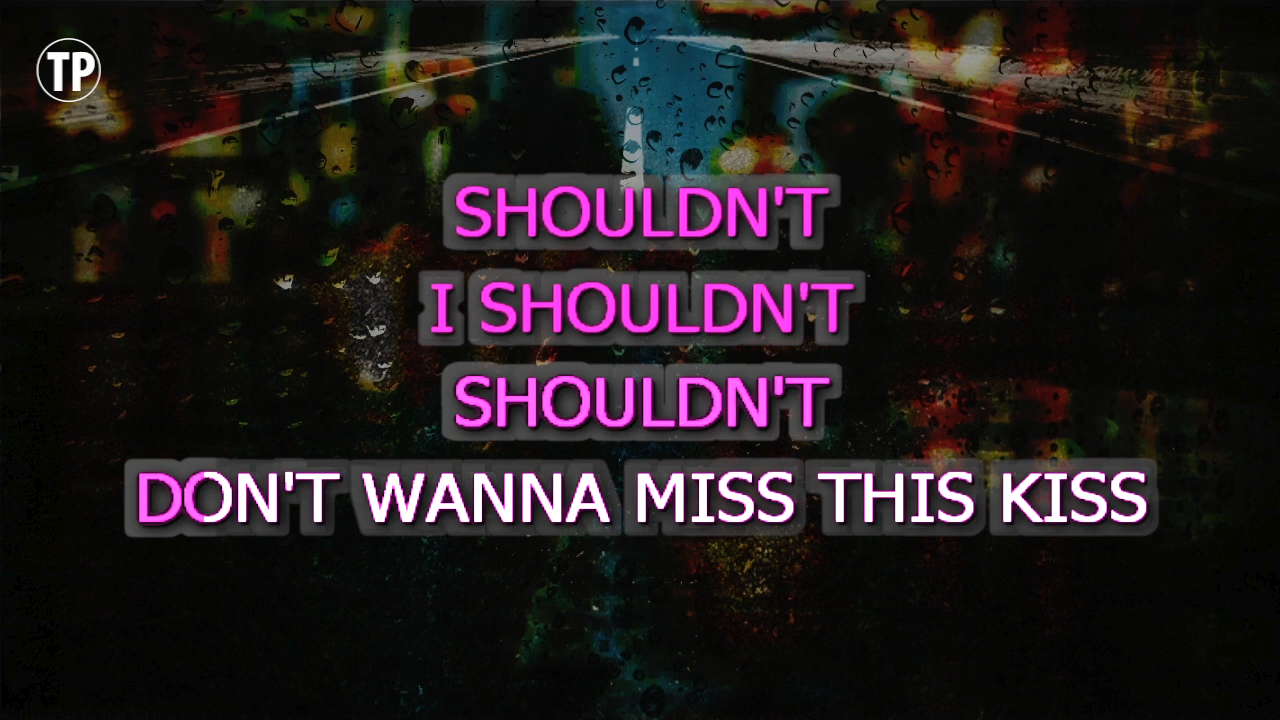 TP
SHOULDN'T
I SHOULDN'T
SHOULDN'T
DON'T WANNA MISS THIS KISS